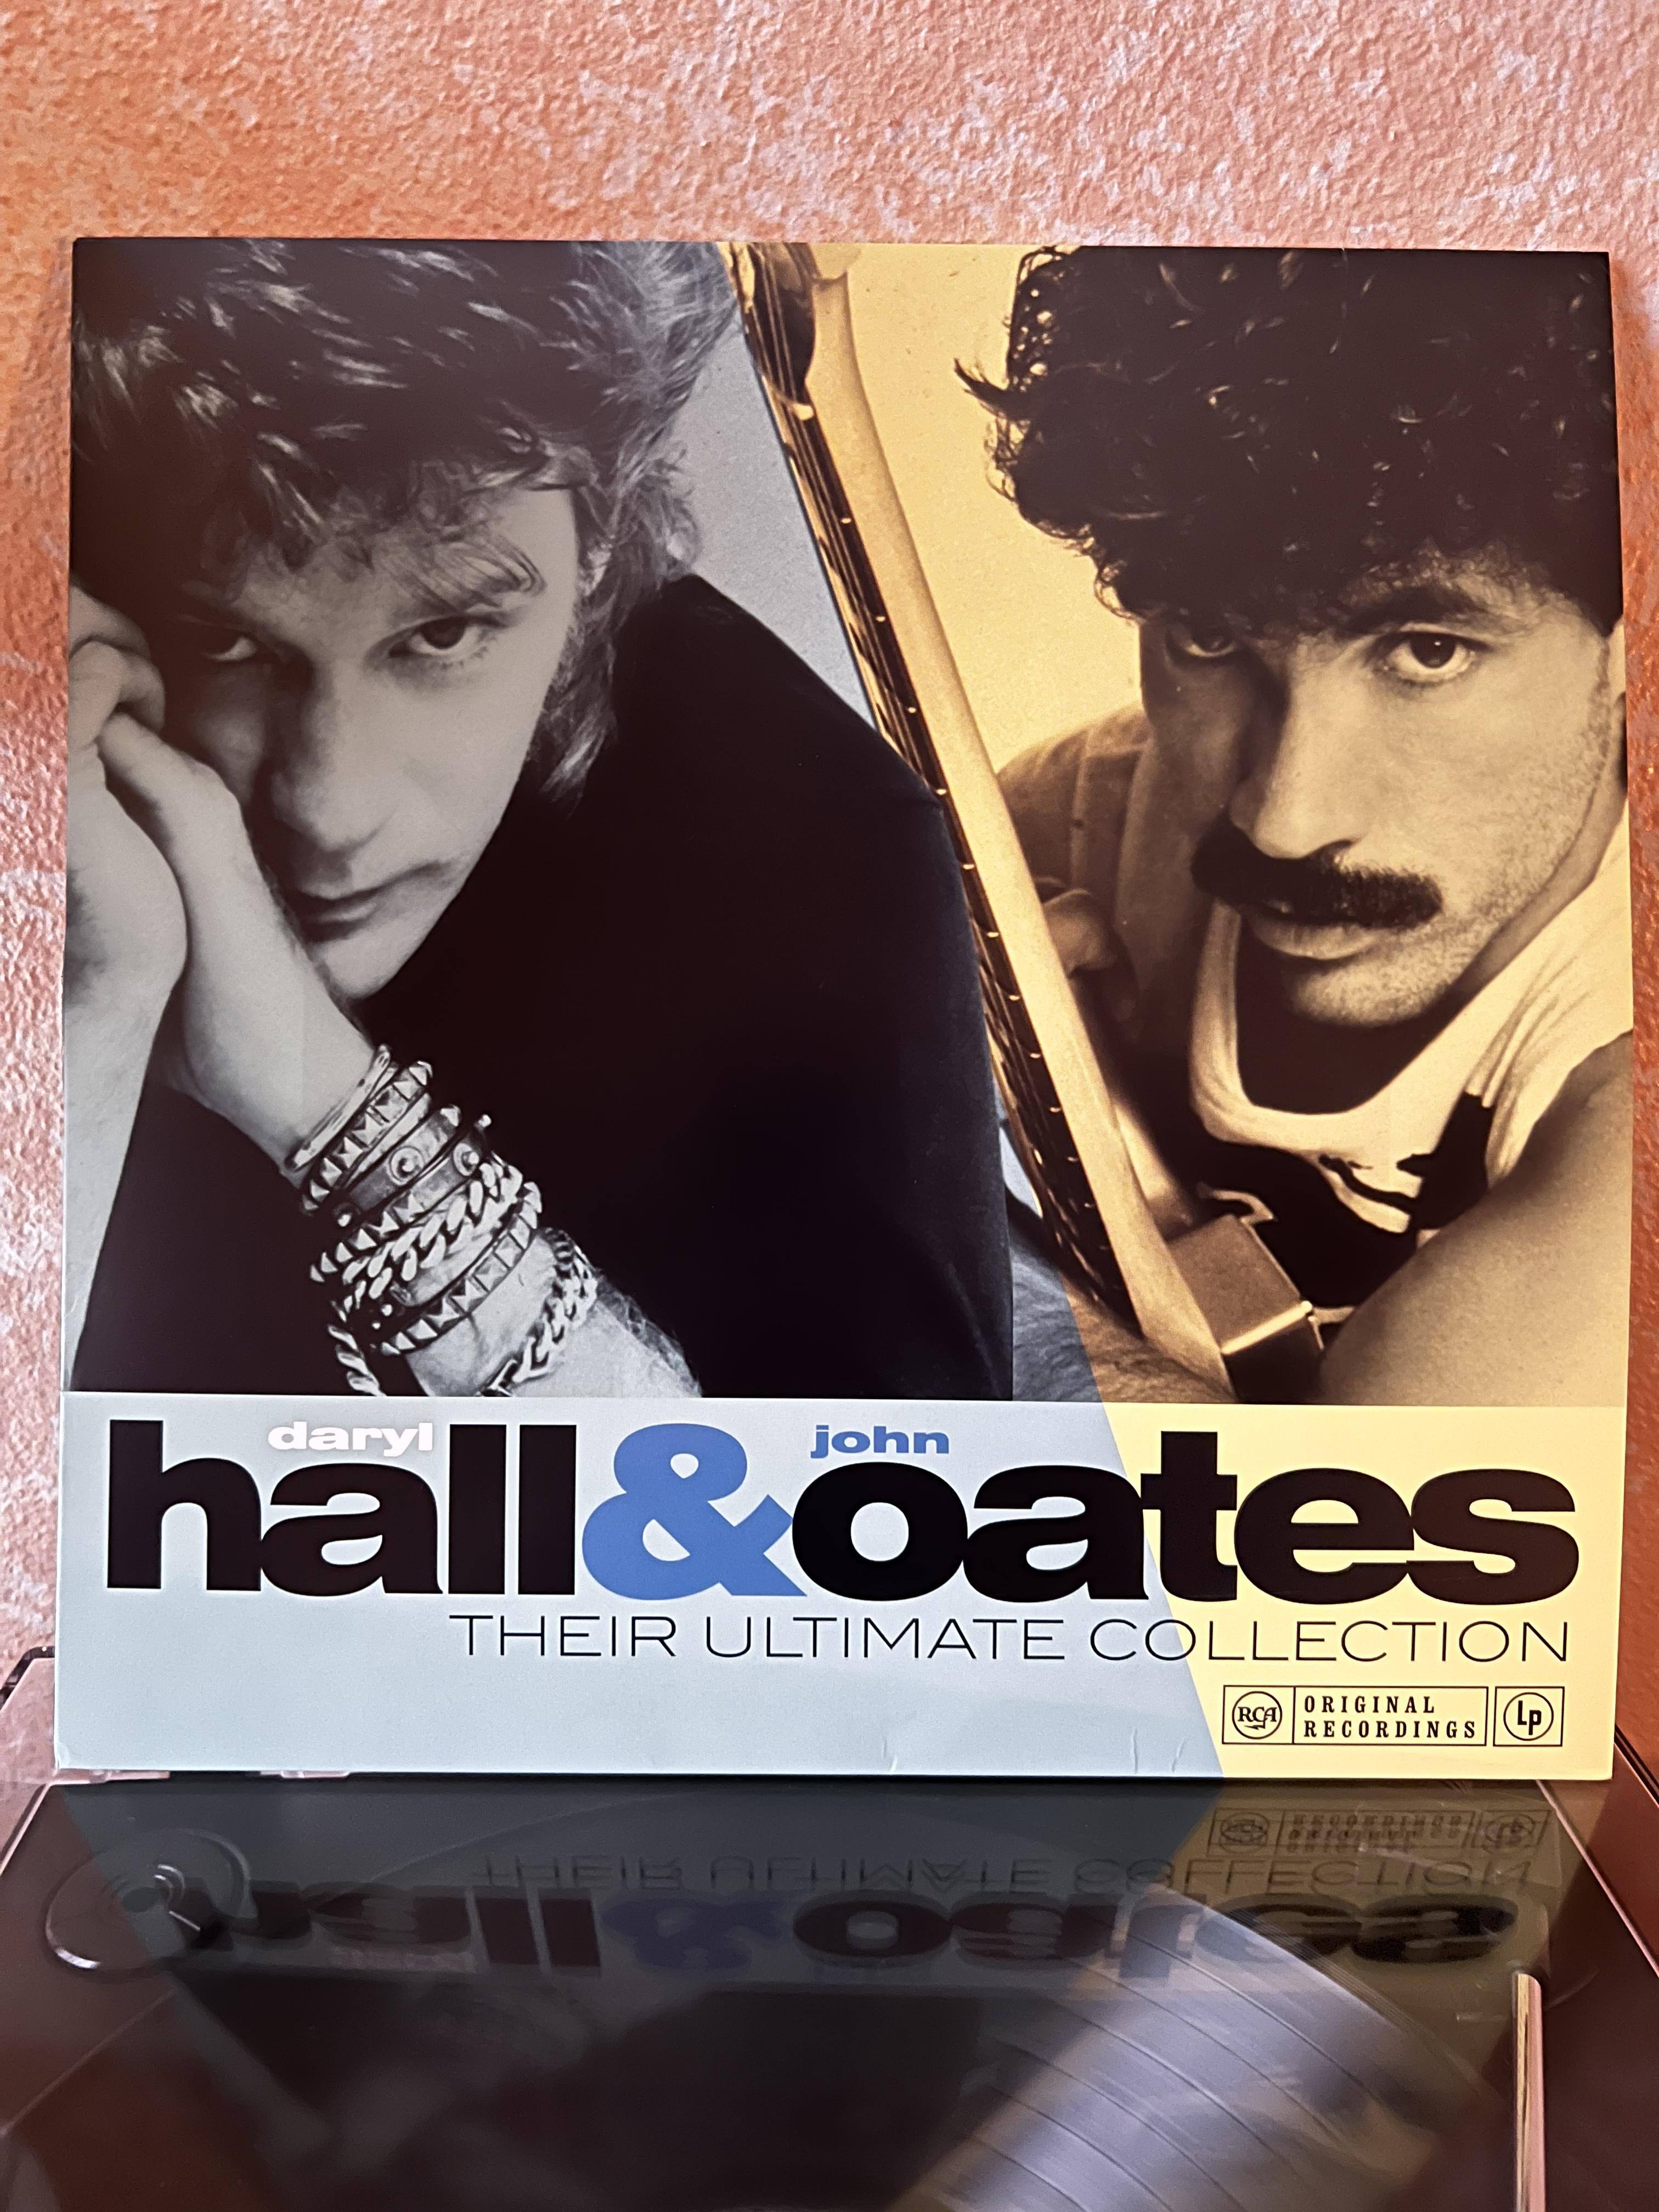 daryl john
hall&oates
THEIR ULTIMATE COLLECTION
RCA ORIGINAL RECORDINGS Lp